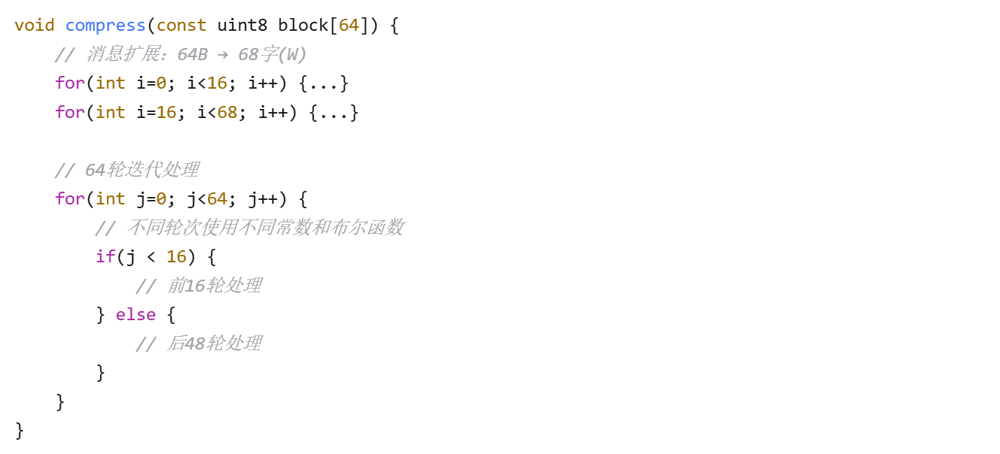 void compress(const uint8 block[64]) {
    // 消息扩展：64B → 68字(W)
    for(int i=0; i<16; i++) {...}
    for(int i=16; i<68; i++) {...}

    // 64轮迭代处理
    for(int j=0; j<64; j++) {
        // 不同轮次使用不同常数和布尔函数
        if(j < 16) {
            // 前16轮处理
        } else {
            // 后48轮处理
        }
    }
}